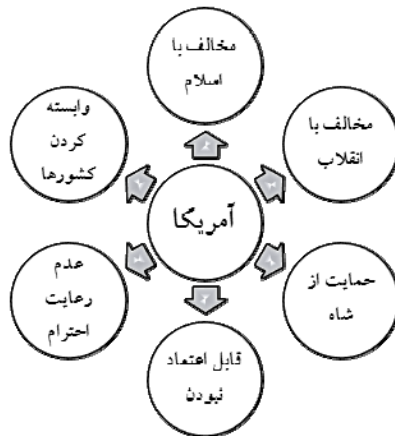 مخالف با
اسلام
مخالف با
انقلاب
حمایت از
شاه
قابل اعتماد
نبودن
عدم
رعایت
احترام
وابسته
کردن
کشورها
آمریکا